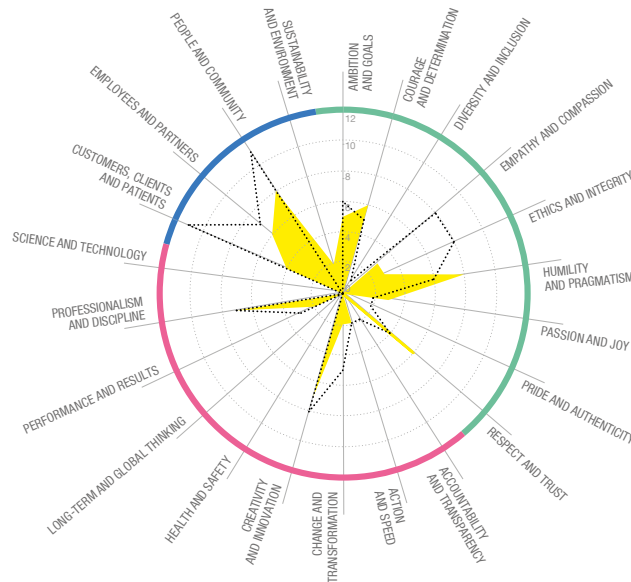 AMBITION
AND GOALS
COURAGE
AND DETERMINATION
DIVERSITY AND INCLUSION
EMPATHY AND COMPASSION
ETHICS AND INTEGRITY
HUMILITY
AND PRAGMATISM
PASSION AND JOY
PRIDE AND AUTHENTICITY
RESPECT AND TRUST
ACCOUNTABILITY
AND TRANSPARENCY
ACTION
AND SPEED
CHANGE AND
TRANSFORMATION
CREATIVITY
AND INNOVATION
HEALTH AND SAFETY
LONG-TERM AND GLOBAL THINKING
PERFORMANCE AND RESULTS
PROFESSIONALISM
AND DISCIPLINE
SCIENCE AND TECHNOLOGY
CUSTOMERS, CLIENTS
AND PATIENTS
EMPLOYEES AND PARTNERS
PEOPLE AND COMMUNITY
SUSTAINABILITY
AND ENVIRONMENT
12
10
8
6
4
2